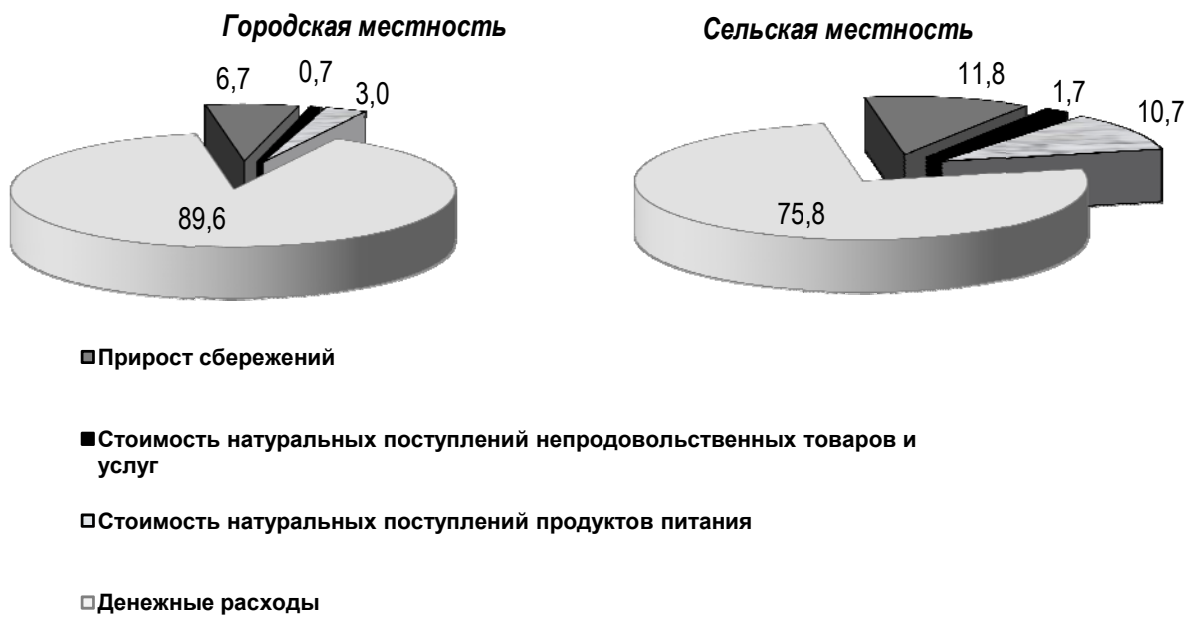 Городская местность
6,7
0,7
3,0
89,6
Сельская местность
11,8
1,7
10,7
75,8
Прирост сбережений
Стоимость натуральных поступлений непродовольственных товаров и
услуг
Стоимость натуральных поступлений продуктов питания
Денежные расходы